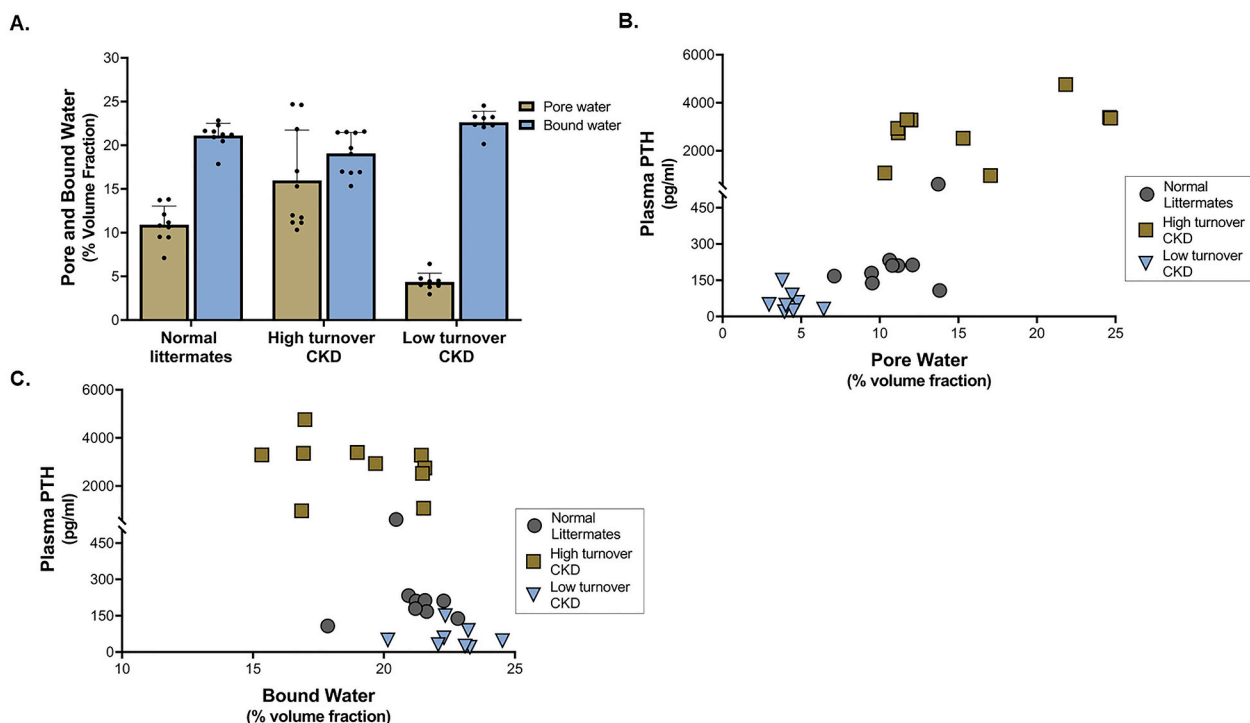 A.
Pore and Bound Water
(% Volume Fraction)
30
25
20
15
10
5
0
Normal
littermates
High turnover
CKD
Low turnover
CKD
Pore water
Bound water
B.
Plasma PTH
(pg/ml)
6000
4000
2000
450
300
150
0
0
5
10
15
20
25
Pore Water
(% volume fraction)
Normal
Littermates
High turnover
CKD
Low turnover
CKD
C.
Plasma PTH
(pg/ml)
6000
4000
2000
450
300
150
0
10
15
20
25
Bound Water
(% volume fraction)
Normal
Littermates
High turnover
CKD
Low turnover
CKD